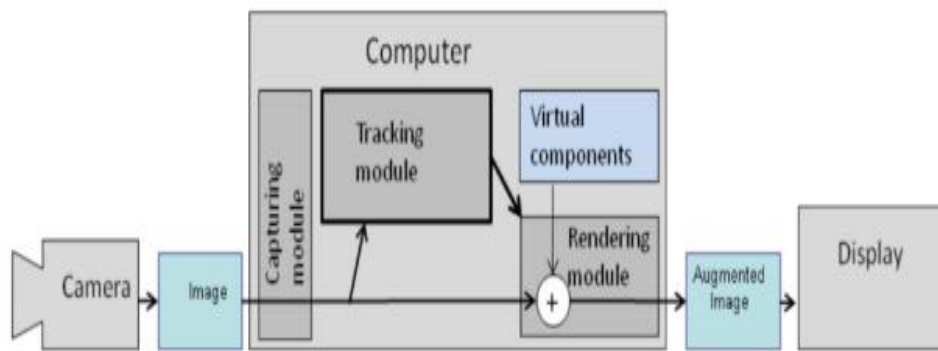 Computer
Capturing
module
Tracking
module
Virtual
components
Rendering
module
+
Camera
Image
Augmented
Image
Display